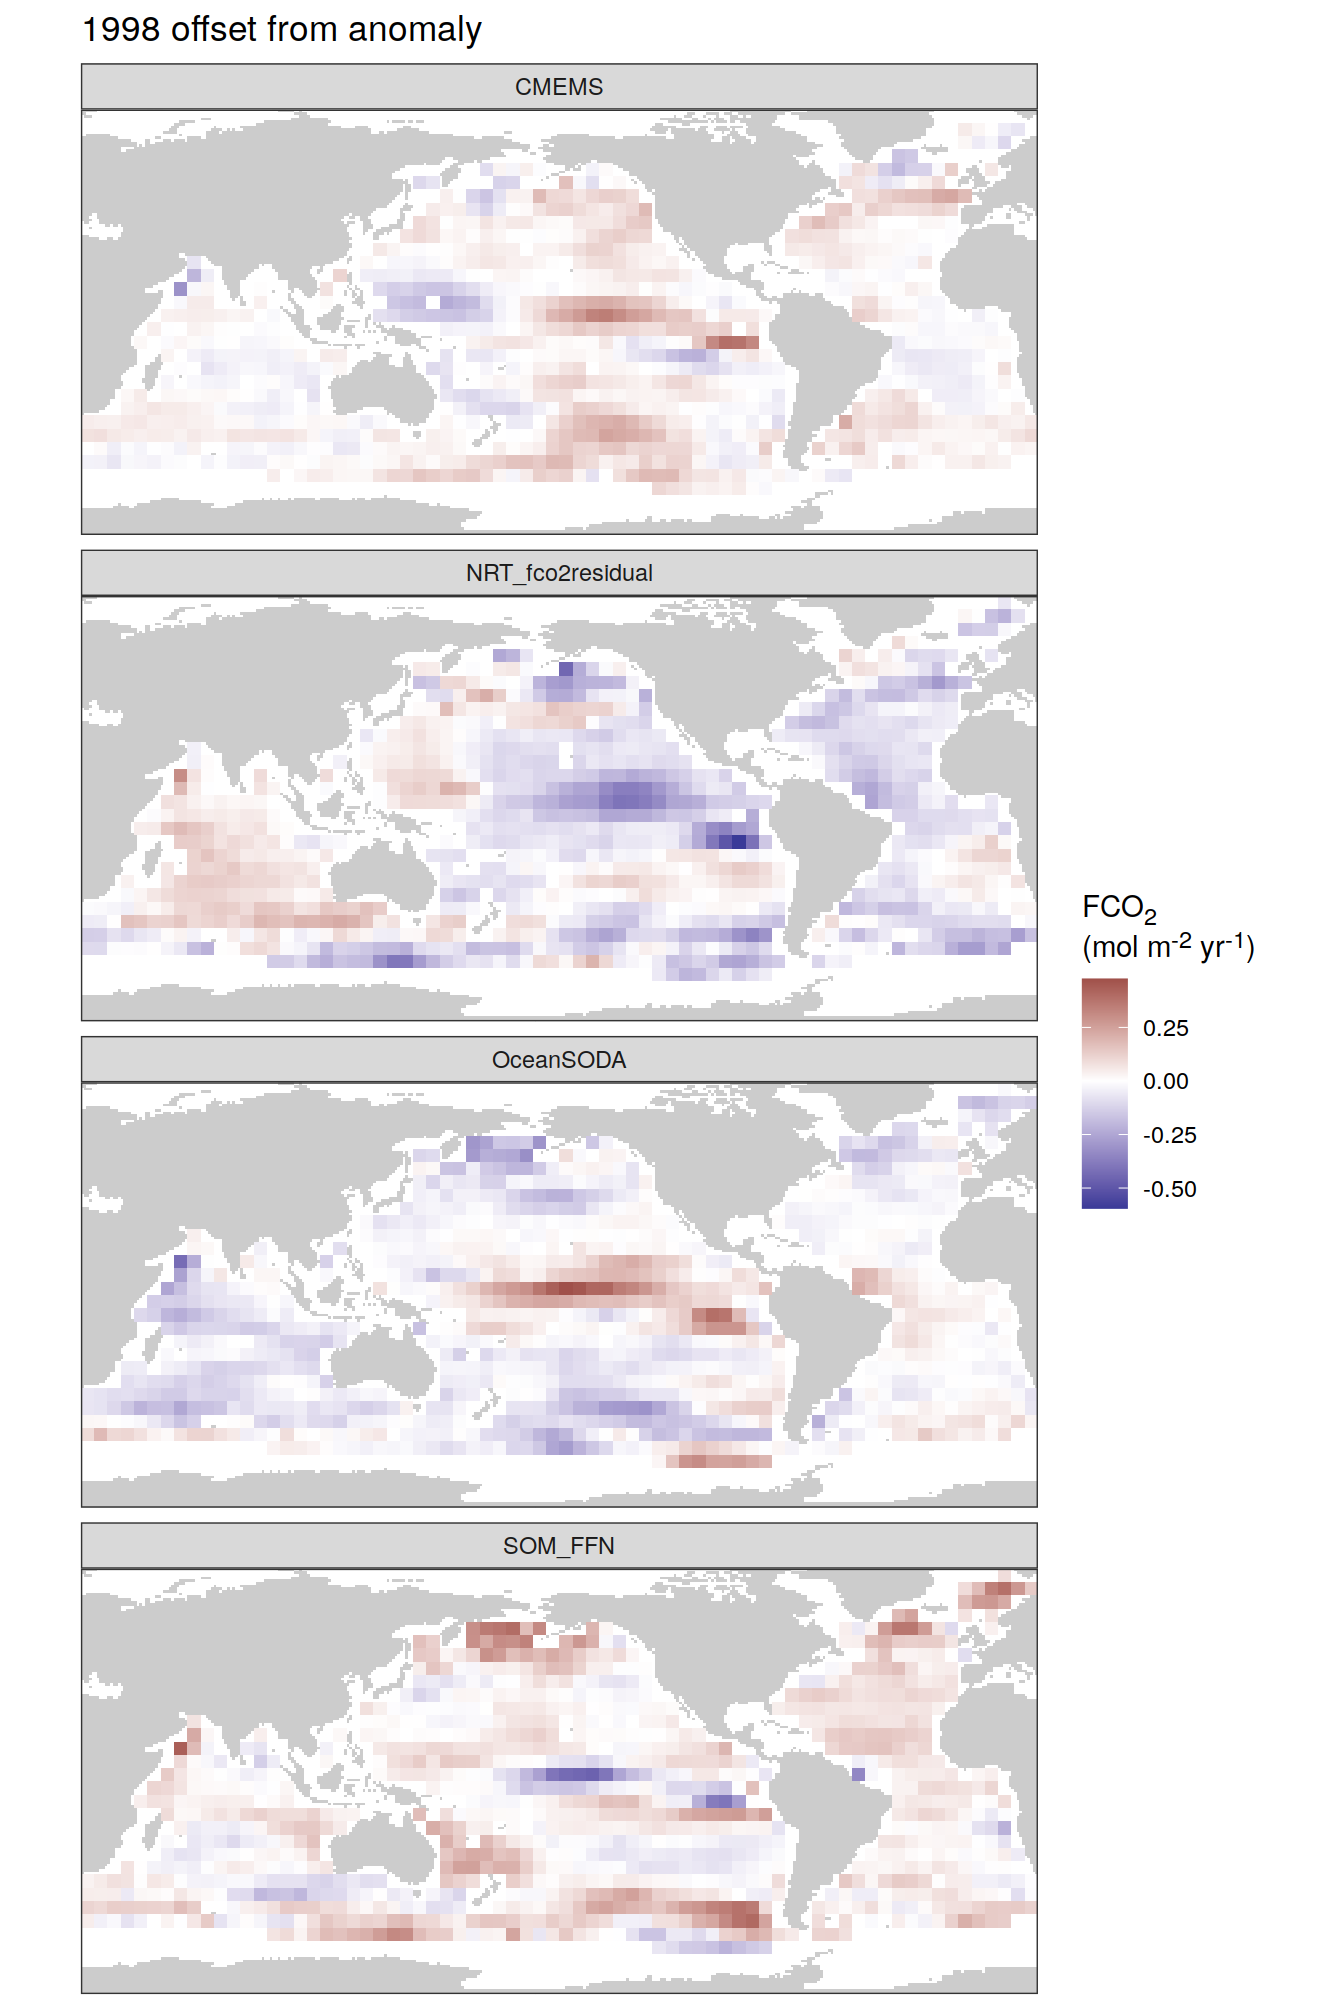 1998 offset from anomaly
CMEMS
NRT_fco2residual
FCO2
(mol m-2 yr-1)
0.25
0.00
-0.25
-0.50
OceanSODA
SOM_FFN